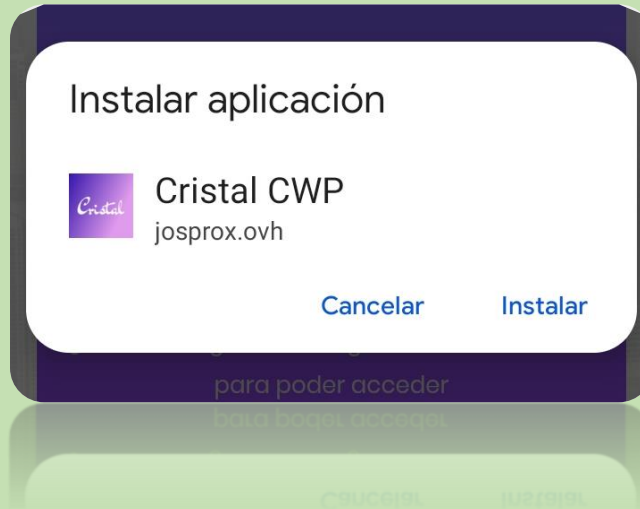 Instalar aplicación
Cristal
Cristal CWP
josprox.ovh
Cancelar Instalar
para poder acceder